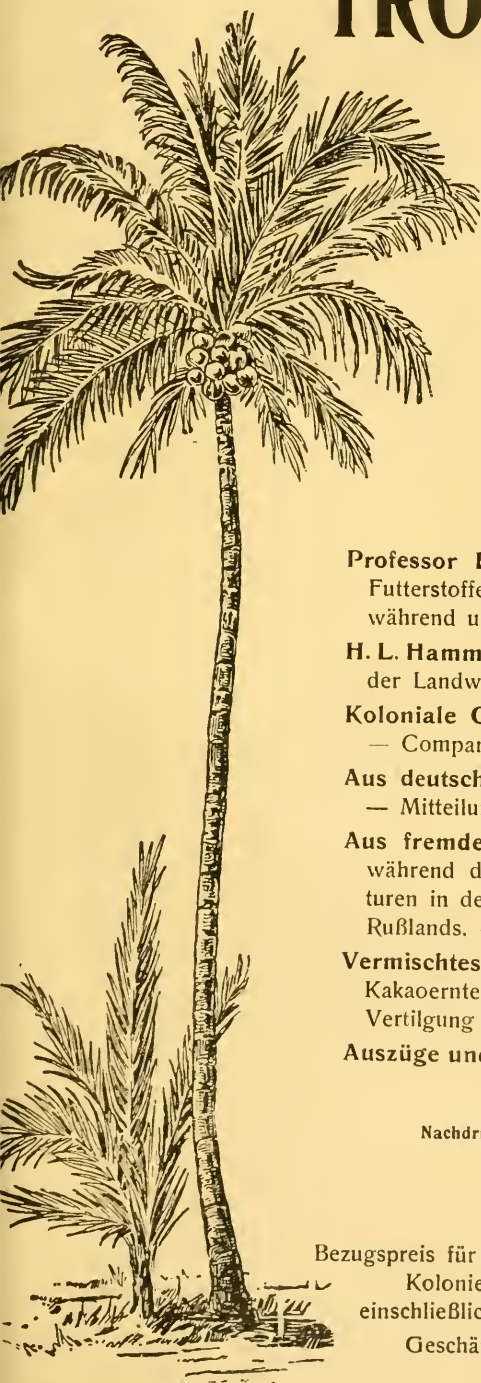 TRO
Professor
Futterstoffe
während u
H. L. Hamm
der Landw
Koloniale
— Compar
Aus deutsch
— Mitteilu
Aus fremde
während d
turen in de
Rußlands.
Vermischtes
Kakaoernte
Vertilgung
Auszüge und
Nachdr
Bezugspreis für
Kolonie
einschließlic
Geschä